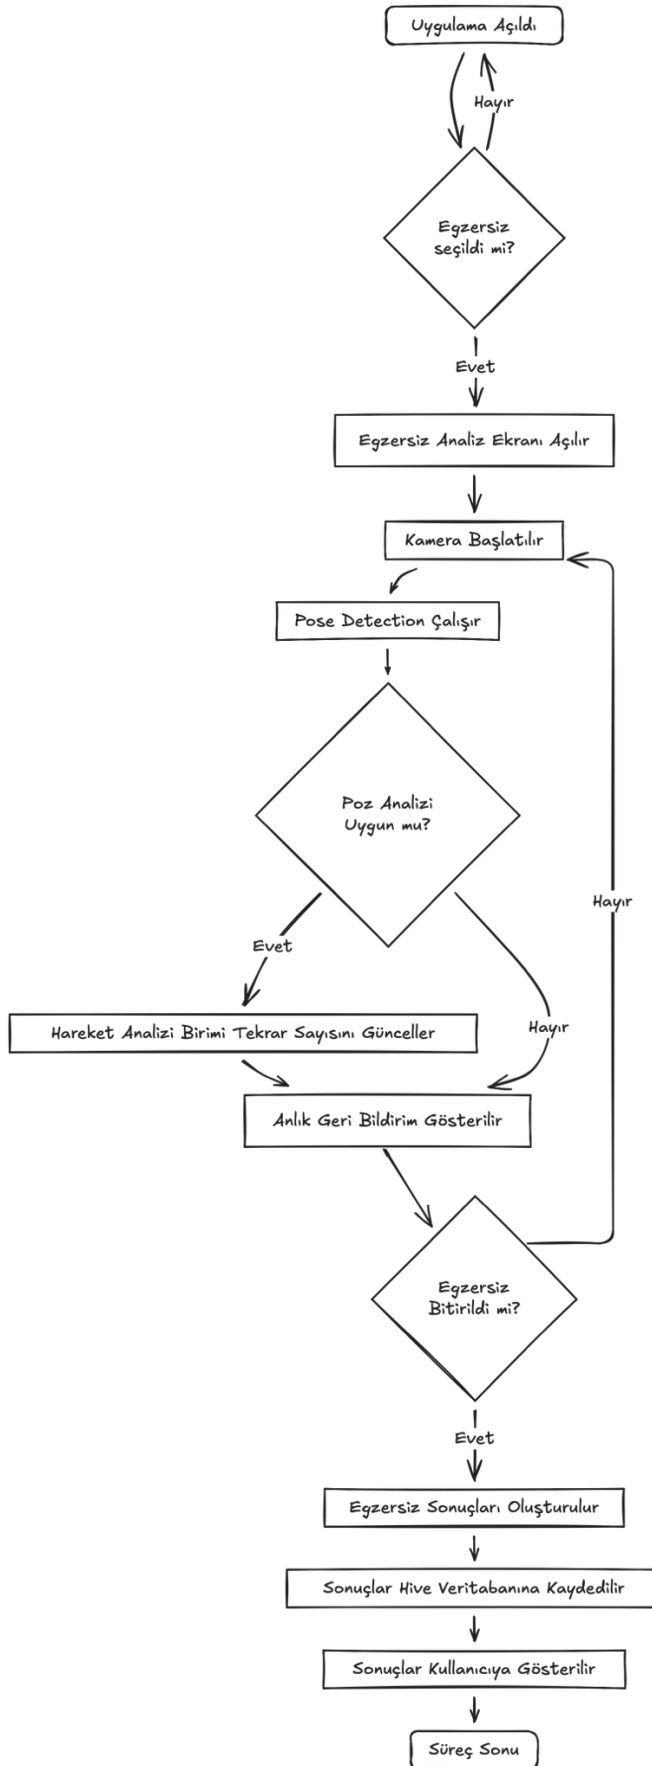 Uygulama Açıldı
Hayır
Egzersiz
seçildi mi?
Evet
Egzersiz Analiz Ekranı Açılır
Kamera Başlatılır
Pose Detection Çalışır
Poz Analizi
Uygun mu?
Hayır
Evet
Hareket Analizi Birimi Tekrar Sayısını Günceller
Hayır
Anlık Geri Bildirim Gösterilir
Egzersiz
Bitirildi mi?
Evet
Egzersiz Sonuçları Oluşturulur
Sonuçlar Hive Veritabanına Kaydedilir
Sonuçlar Kullanıcıya Gösterilir
Süreç Sonu